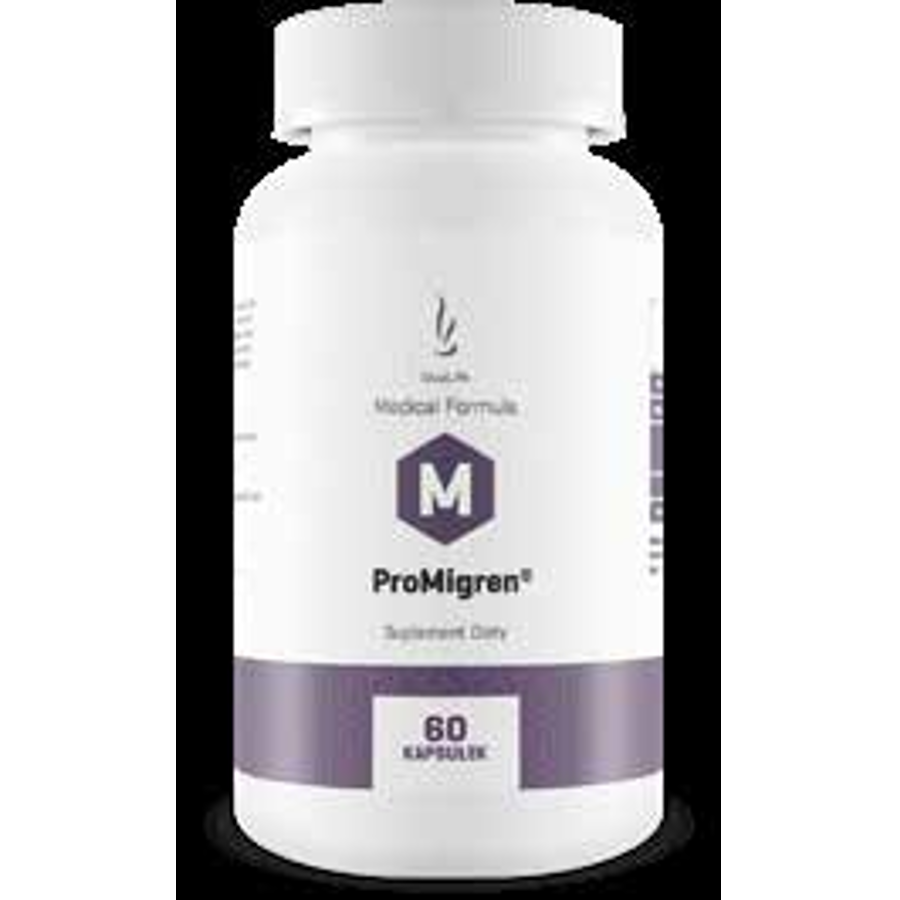 DuoLife
Medical Formula
M
ProMigren®
Suplement Diety
60
KAPSUŁEK